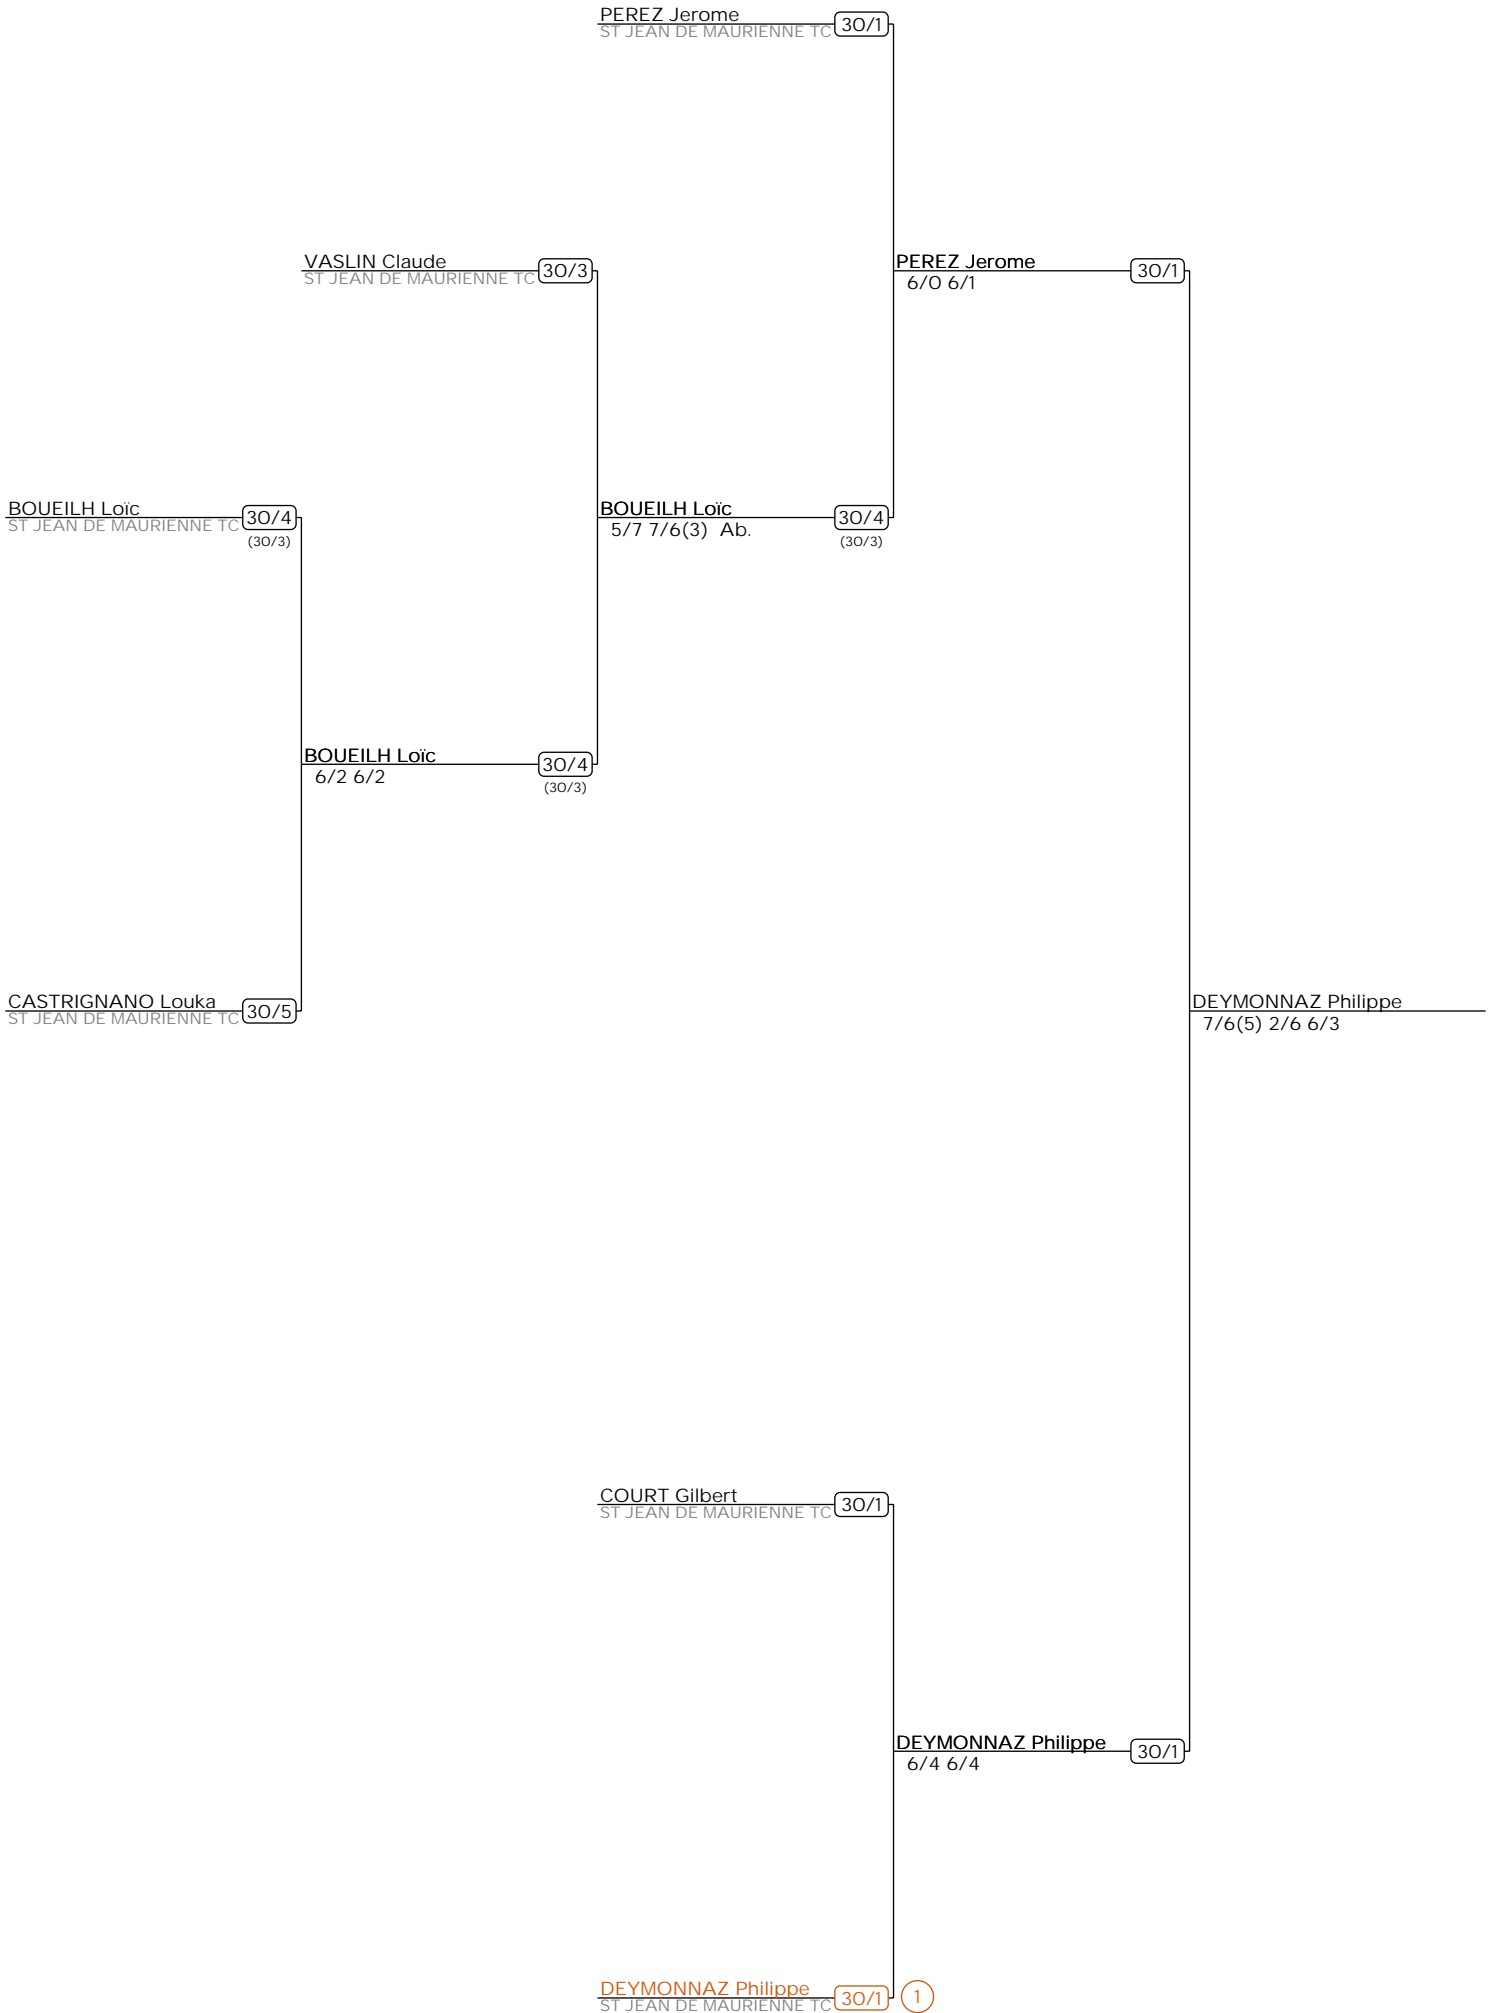 PEREZ Jerome
ST JEAN DE MAURIENNE TC
30/1
VASLIN Claude
ST JEAN DE MAURIENNE TC
30/3
PEREZ Jerome
6/0 6/1
30/1
BOUEILH Loïc
ST JEAN DE MAURIENNE TC
30/4
(30/3)
BOUEILH Loïc
5/7 7/6(3) Ab.
30/4
(30/3)
BOUEILH Loïc
6/2 6/2
30/4
(30/3)
CASTRIGNANO Louka
ST JEAN DE MAURIENNE TC
30/5
DEYMONNAZ Philippe
7/6(5) 2/6 6/3
COURT Gilbert
ST JEAN DE MAURIENNE TC
30/1
DEYMONNAZ Philippe
6/4 6/4
30/1
DEYMONNAZ Philippe
ST JEAN DE MAURIENNE TC
30/1
1